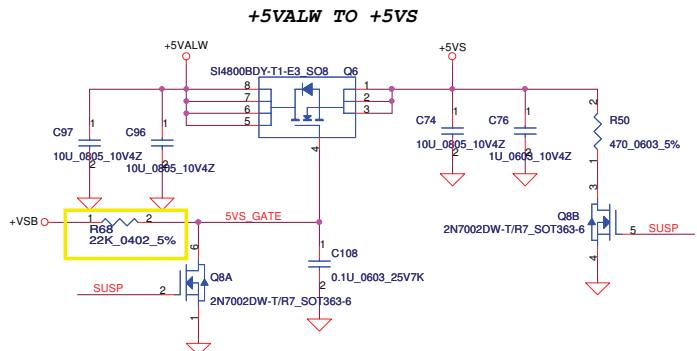 +5VALW TO +5VS
+5VALW
+5VS
SI4800BDY-T1-E3_SO8 Q6
8
7
6
5
1
2
3
4
1
2
C97
10U_0805_10V4Z
1
2
C96
10U_0805_10V4Z
1
2
C74
10U_0805_10V4Z
1
2
C76
1U_0603_10V4Z
2
R50
470_0603_5%
1
+VSB
1
2
R68
22K_0402_5%
5VS_GATE
3
Q8B
2N7002DW-T/R7_SOT363-6
5
SUSP
4
6
Q8A
2N7002DW-T/R7_SOT363-6
SUSP
2
1
1
C108
0.1U_0603_25V7K
2